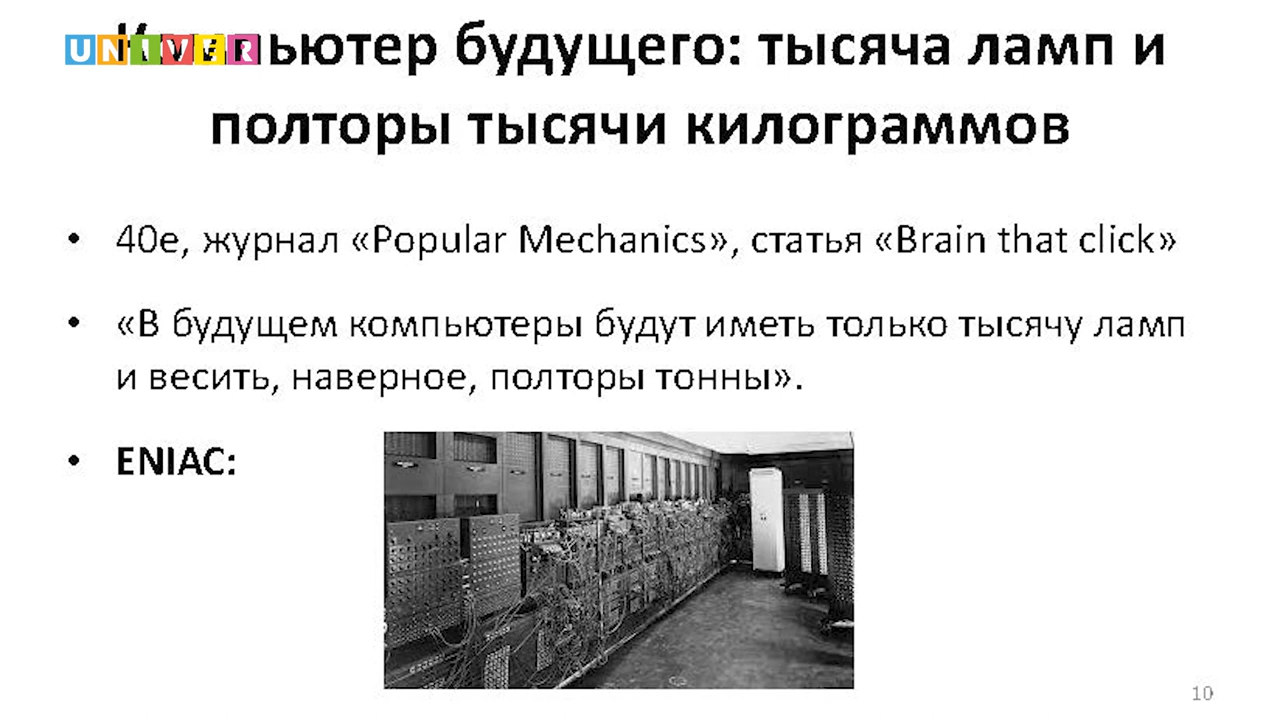 UNIVER
Компьютер будущего: тысяча ламп и
полторы тысячи килограммов
• 40е, журнал «Popular Mechanics», статья «Brain that click»
• «В будущем компьютеры будут иметь только тысячу ламп
и весить, наверное, полторы тонны».
• ENIAC:
10